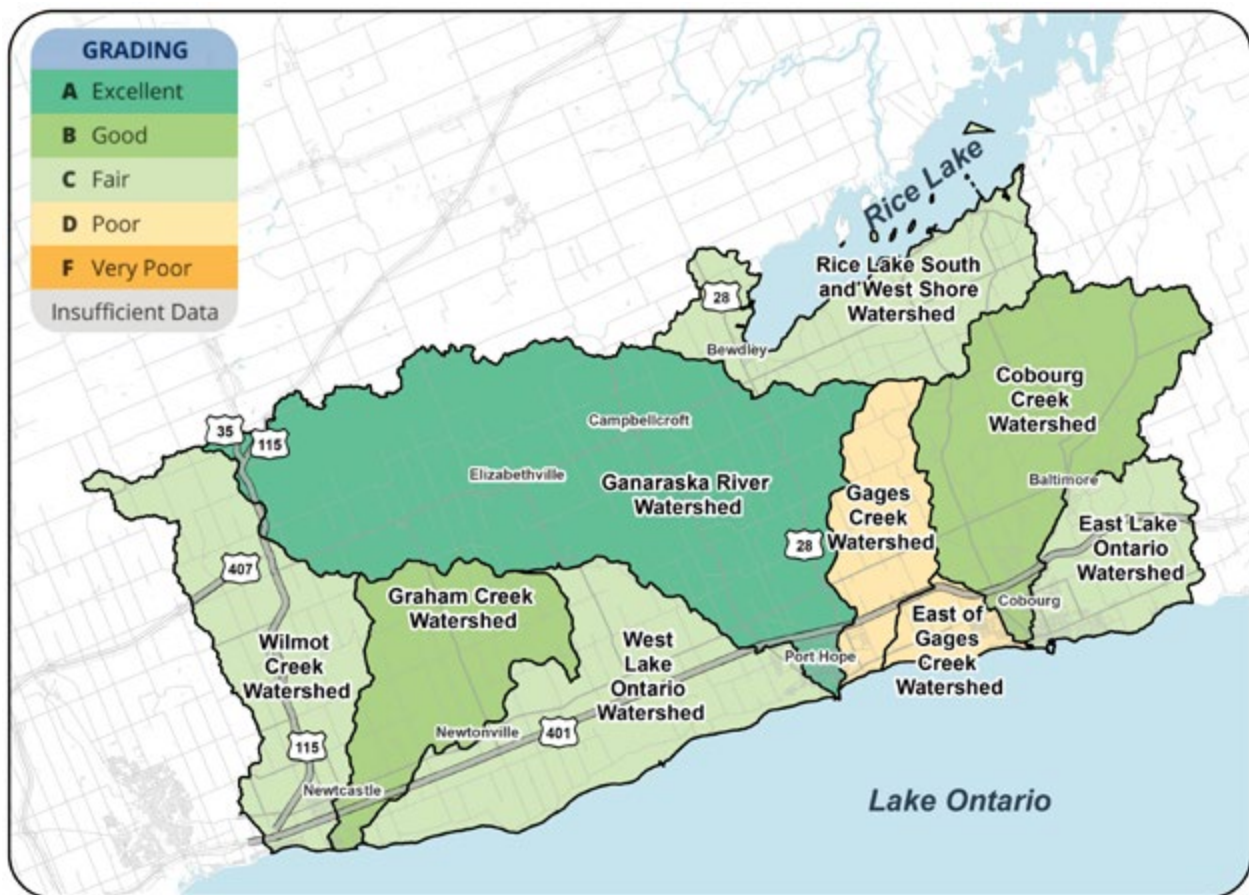 GRADING
A Excellent
B Good
C Fair
D Poor
F Very Poor
Insufficient Data
Rice Lake
Rice Lake South
and West Shore
Watershed
28
Bewdley
Cobourg
Creek
Watershed
Campbellcroft
35
115
Elizabethville
Ganaraska River
Watershed
Baltimore
Gages
Creek
Watershed
28
East Lake
Ontario
Watershed
407
Graham Creek
Watershed
Cobourg
East of
Gages
Creek
Watershed
Wilmot
Creek
Watershed
West
Lake
Ontario
Watershed
Port Hope
Newtonville
401
115
Newtcastle
Lake Ontario